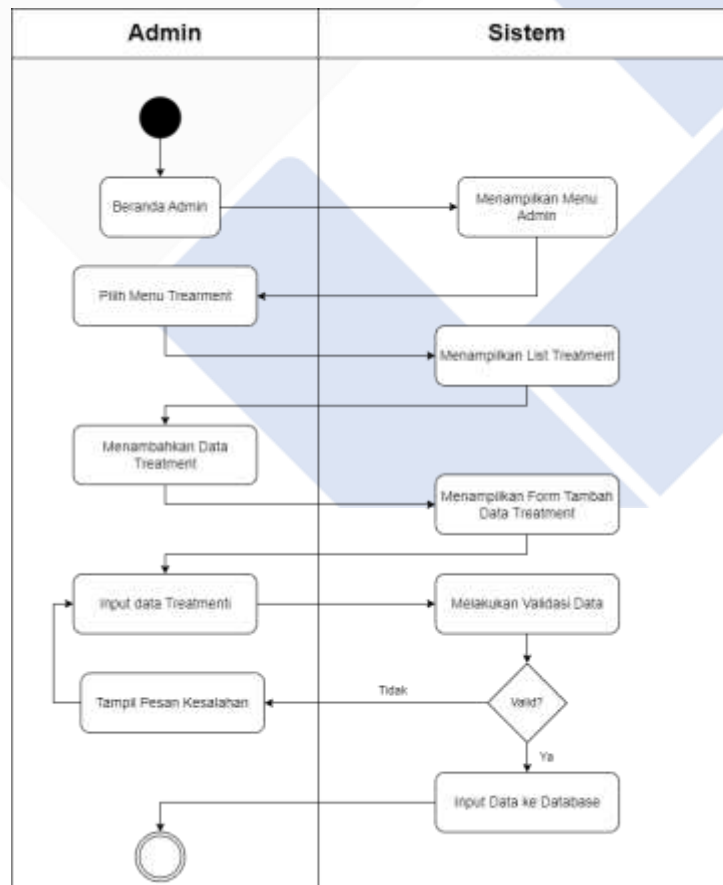 Admin
Sistem
Beranda Admin
Menampilkan Menu
Admin
Pilih Menu Trearment
Menampilkan List Treatment
Menambahkan Data
Treatment
Menampilkan Form Tambah
Data Treatment
Input data Treatmenti
Melakukan Validasi Data
Tampil Pesan Kesalahan
Tidak
Valid?
Ya
Input Data ke Database